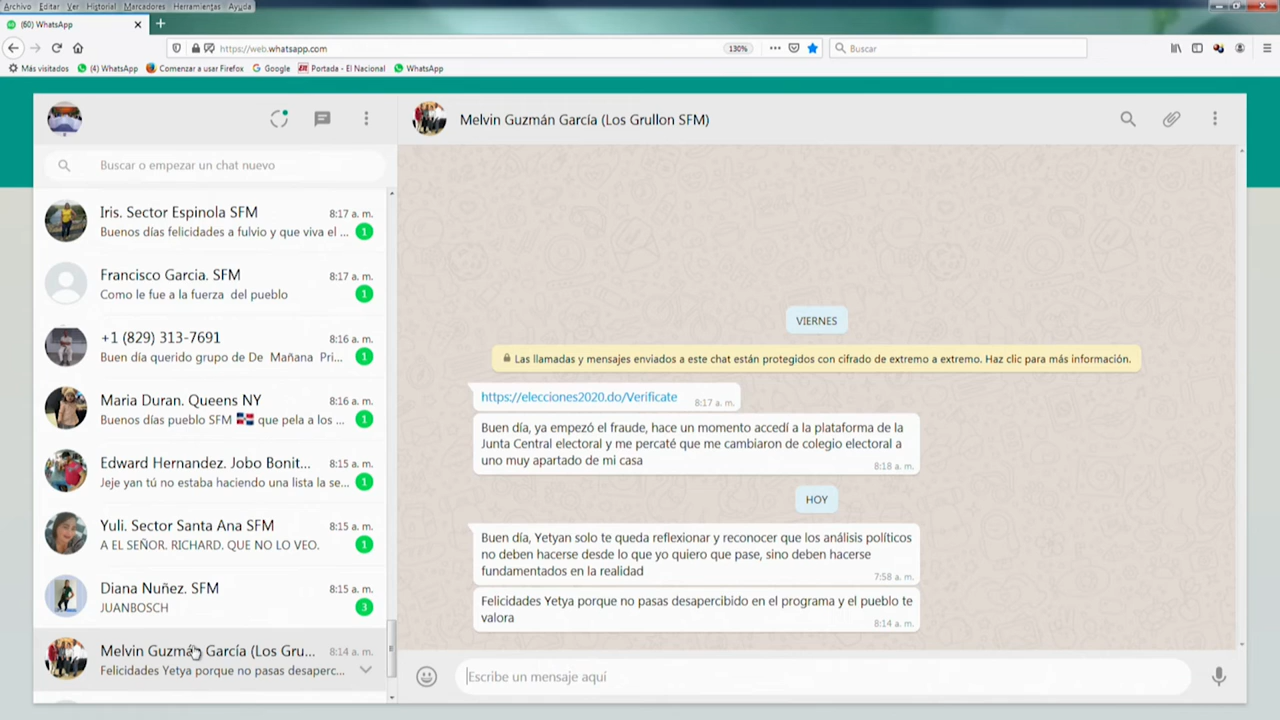 Archivo Editar Ver Historial Marcadores Herramientas Ayuda
(60) WhatsApp
https://web.whatsapp.com
130%
Buscar
Más visitados
(4) WhatsApp
Comenzar a usar Firefox
Google
Portada - El Nacional
WhatsApp
Buscar o empezar un chat nuevo
Iris. Sector Espinola SFM
8:17 a. m.
Buenos días felicidades a fulvio y que viva el ...
1
Francisco Garcia. SFM
8:17 a. m.
Como le fue a la fuerza del pueblo
1
+1 (829) 313-7691
8:16 a. m.
Buen día querido grupo de De Mañana Pri...
1
Maria Duran. Queens NY
8:16 a. m.
Buenos días pueblo SFM 🇩🇴 que pela a los ...
1
Edward Hernandez. Jobo Bonit...
8:15 a. m.
Jeje yan tú no estaba haciendo una lista la se...
1
Yuli. Sector Santa Ana SFM
8:15 a. m.
A EL SEÑOR. RICHARD. QUE NO LO VEO.
1
Diana Nuñez. SFM
8:15 a. m.
JUANBOSCH
3
Melvin Guzmán García (Los Gru...
8:14 a. m.
Felicidades Yetya porque no pasas desaperc...
Melvin Guzmán García (Los Grullon SFM)
VIERNES
Las llamadas y mensajes enviados a este chat están protegidos con cifrado de extremo a extremo. Haz clic para más información.
https://elecciones2020.do/Verificate
8:17 a. m.
Buen día, ya empezó el fraude, hace un momento accedí a la plataforma de la
Junta Central electoral y me percaté que me cambiaron de colegio electoral a
uno muy apartado de mi casa
8:18 a. m.
HOY
Buen día, Yetyan solo te queda reflexionar y reconocer que los análisis políticos
no deben hacerse desde lo que yo quiero que pase, sino deben hacerse
fundamentados en la realidad
7:58 a. m.
Felicidades Yetya porque no pasas desapercibido en el programa y el pueblo te
valora
8:14 a. m.
Escribe un mensaje aquí